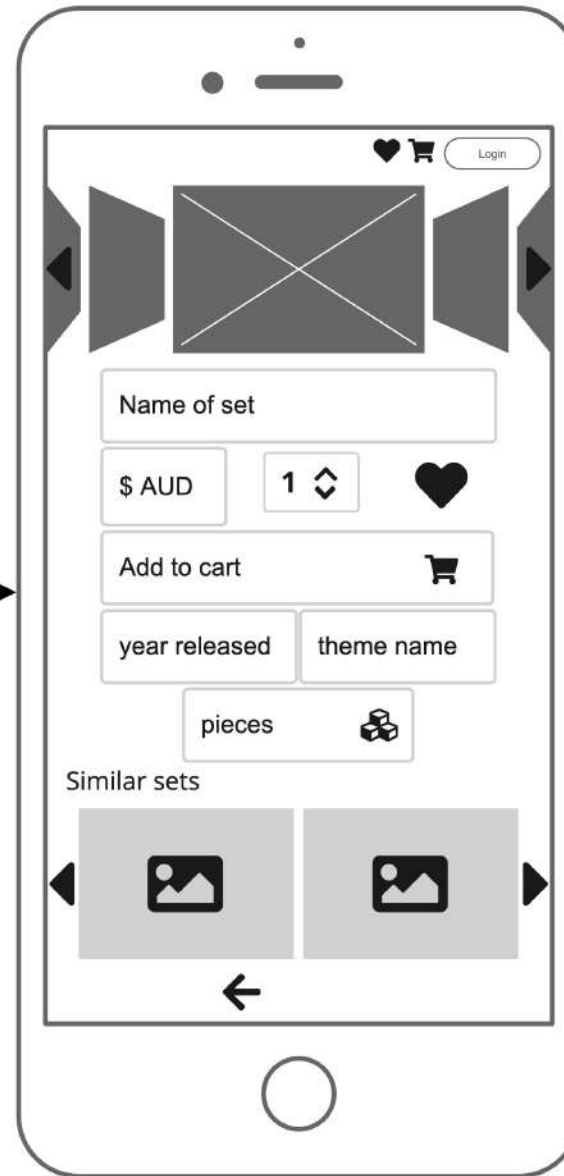 Login
Name of set
$ AUD 1
Add to cart
year released theme name
pieces
Similar sets